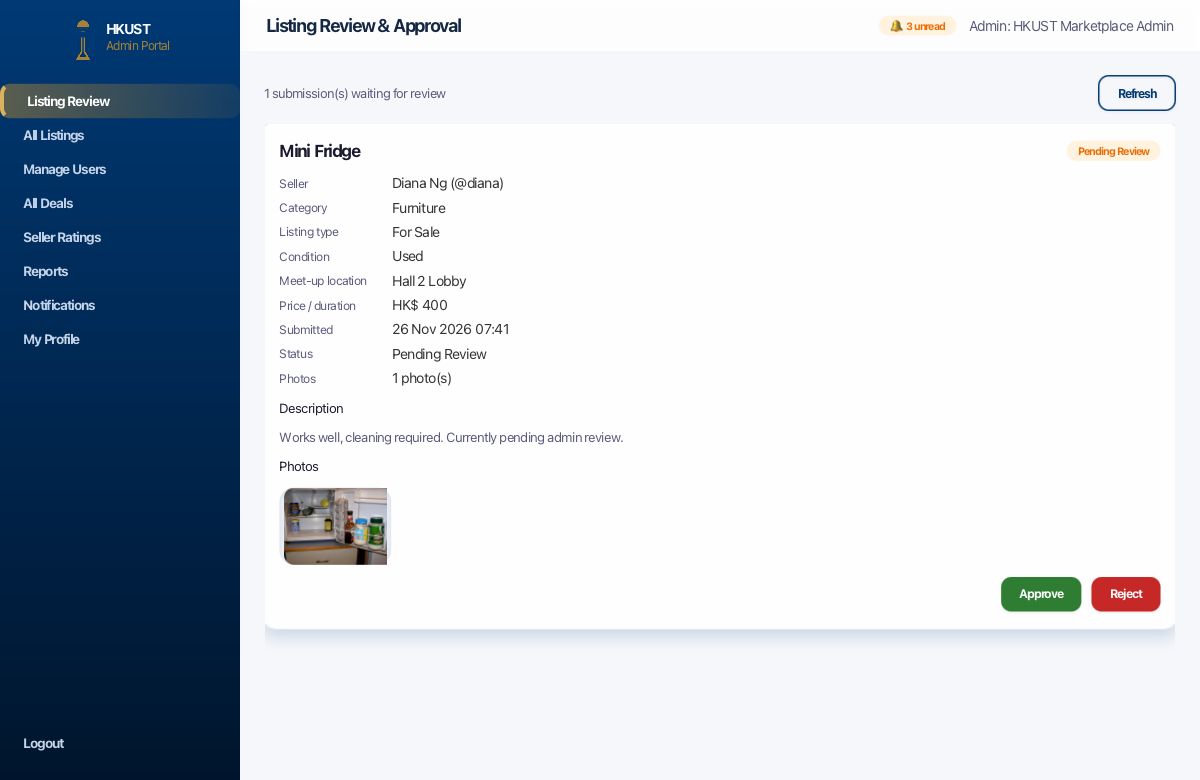 HKUST
Admin Portal
Listing Review
All Listings
Manage Users
All Deals
Seller Ratings
Reports
Notifications
My Profile
Logout
Listing Review & Approval
3 unread
Admin: HKUST Marketplace Admin
1 submission(s) waiting for review
Refresh
Mini Fridge
Pending Review
Seller Diana Ng (@diana)
Category Furniture
Listing type For Sale
Condition Used
Meet-up location Hall 2 Lobby
Price / duration HK$ 400
Submitted 26 Nov 2026 07:41
Status Pending Review
Photos 1 photo(s)
Description
Works well, cleaning required. Currently pending admin review.
Photos
Approve
Reject